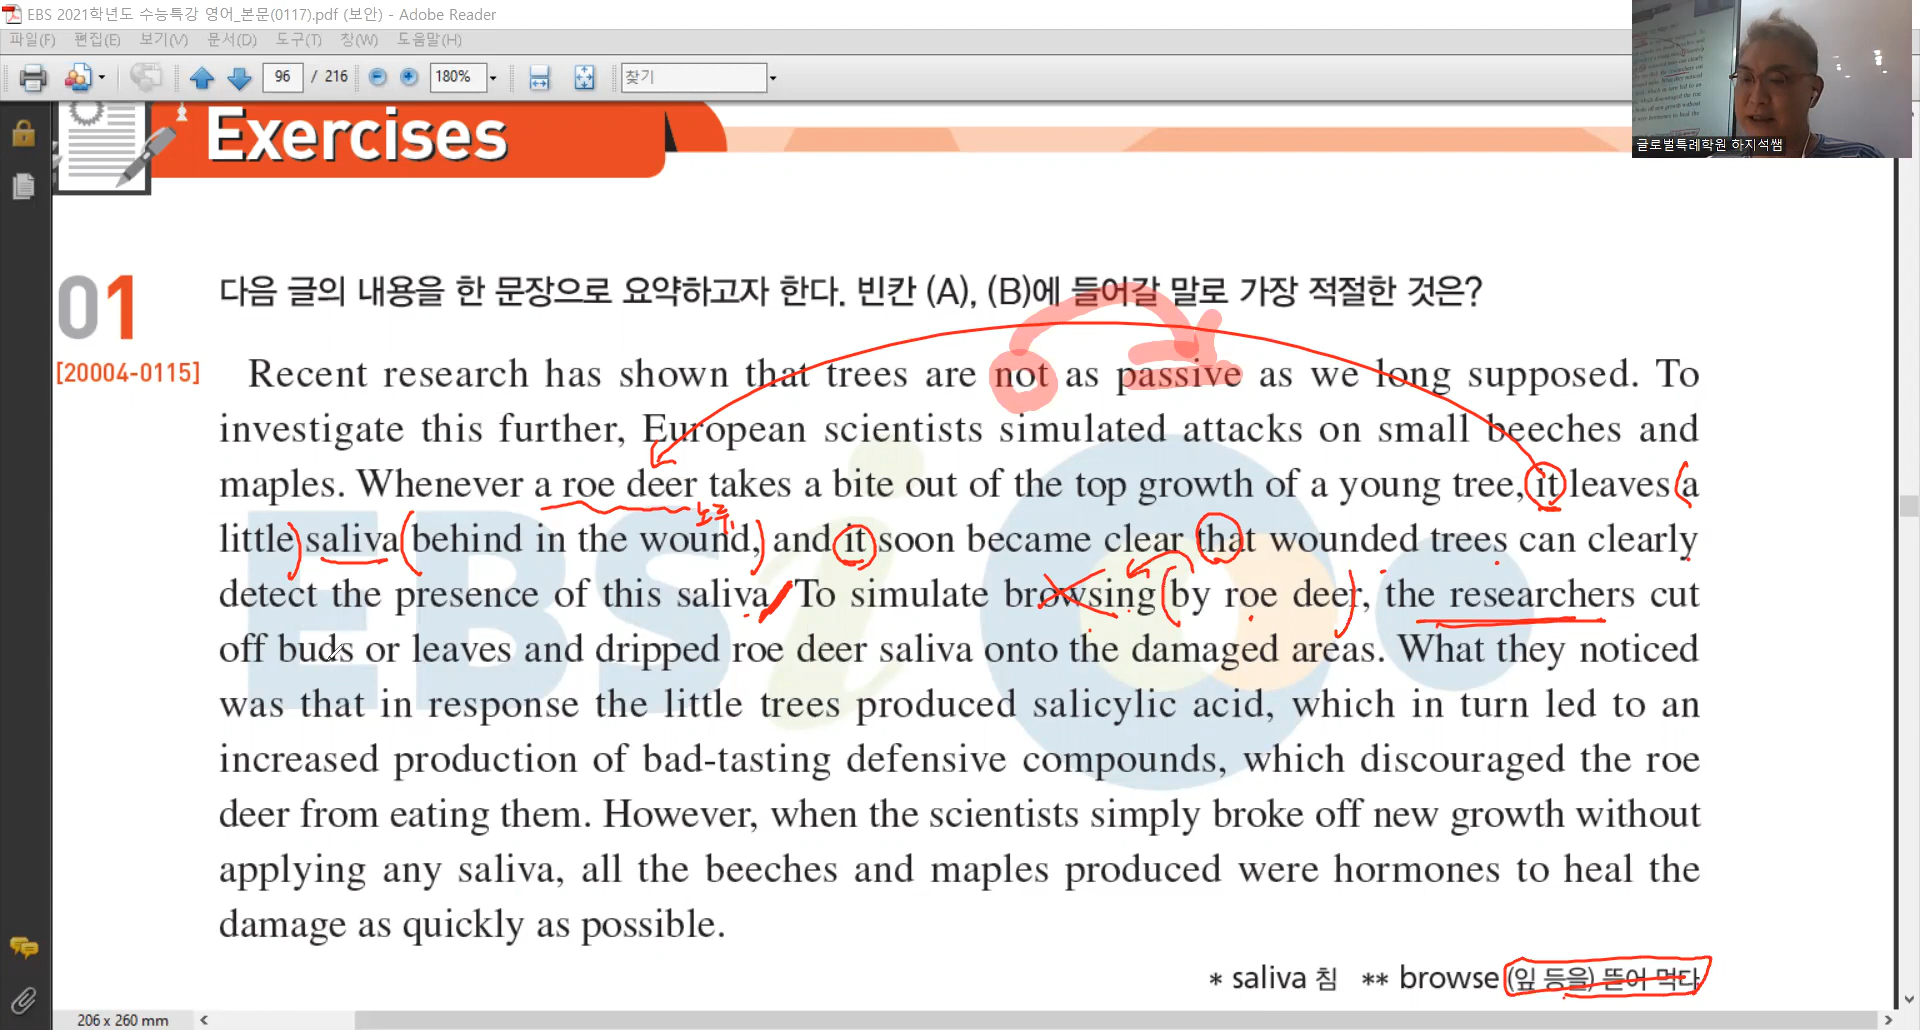 EBS 2021학년도 수능특강 영어_본문(0117).pdf (보안) - Adobe Reader
파일(F) 편집(E) 보기(V) 문서(D) 도구(T) 창(W) 도움말(H)
96 / 216 180% 찾기
글로벌특례학원 하지석쌤
Exercises
01
다음 글의 내용을 한 문장으로 요약하고자 한다. 빈칸 (A), (B)에 들어갈 말로 가장 적절한 것은?
[20004-0115]
Recent research has shown that trees are not as passive as we long supposed. To
investigate this further, European scientists simulated attacks on small beeches and
maples. Whenever a roe deer takes a bite out of the top growth of a young tree, it leaves a
노루
little saliva behind in the wound, and it soon became clear that wounded trees can clearly
detect the presence of this saliva. To simulate browsing by roe deer, the researchers cut
off buds or leaves and dripped roe deer saliva onto the damaged areas. What they noticed
was that in response the little trees produced salicylic acid, which in turn led to an
increased production of bad-tasting defensive compounds, which discouraged the roe
deer from eating them. However, when the scientists simply broke off new growth without
applying any saliva, all the beeches and maples produced were hormones to heal the
damage as quickly as possible.
* saliva 침 ** browse (잎 등을) 뜯어 먹다
EBSi
206 x 260 mm